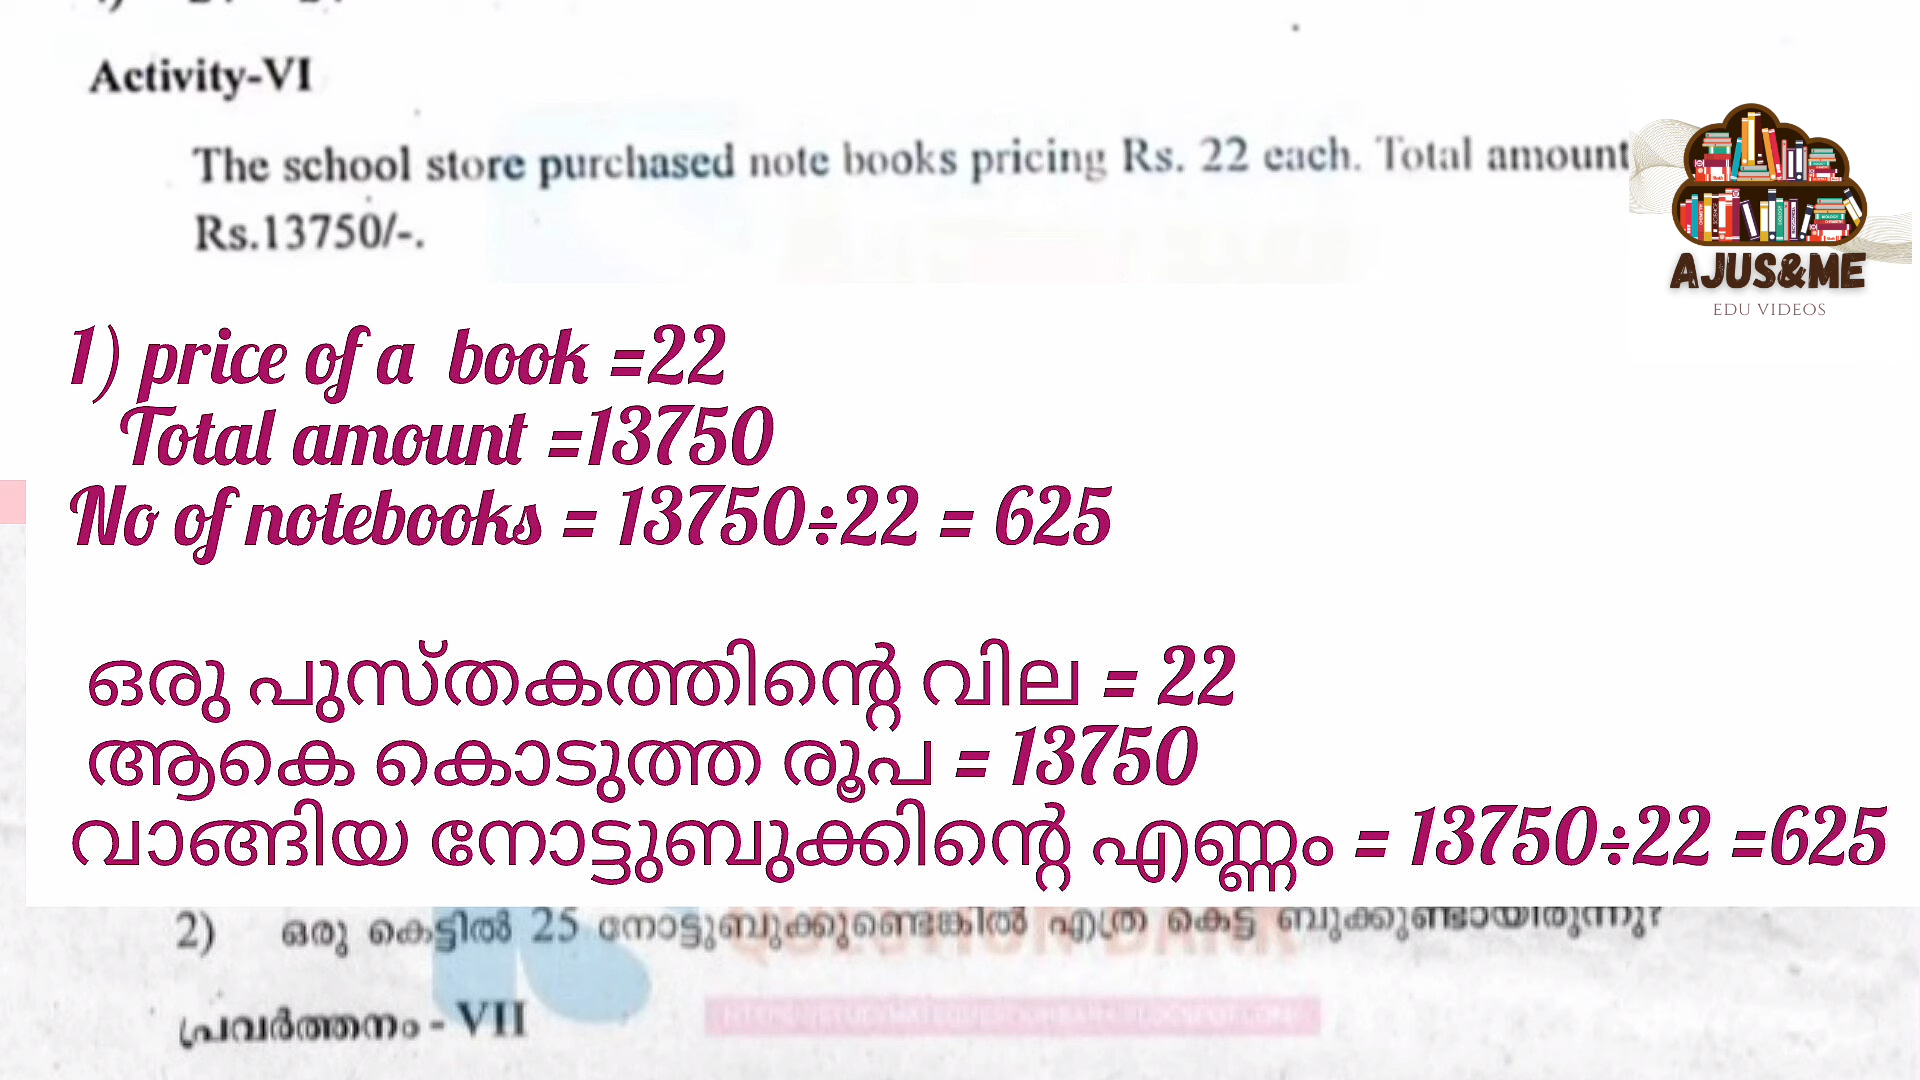 Activity-VI
The school store purchased note books pricing Rs. 22 each. Total amount
Rs.13750/-.
AJUS&ME
EDU VIDEOS
1) price of a book =22
Total amount =13750
No of notebooks = 13750÷22 = 625
ഒരു പുസ്തകത്തിന്റെ വില = 22
ആകെ കൊടുത്ത രൂപ = 13750
വാങ്ങിയ നോട്ടുബുക്കിന്റെ എണ്ണം = 13750÷22 =625
2) ഒരു കെട്ടിൽ 25 നോട്ടുബുക്കുണ്ടെങ്കിൽ എത്ര കെട്ട് ബുക്കുണ്ടായിരുന്നു?
QUESTION BANK
പ്രവർത്തനം - VII